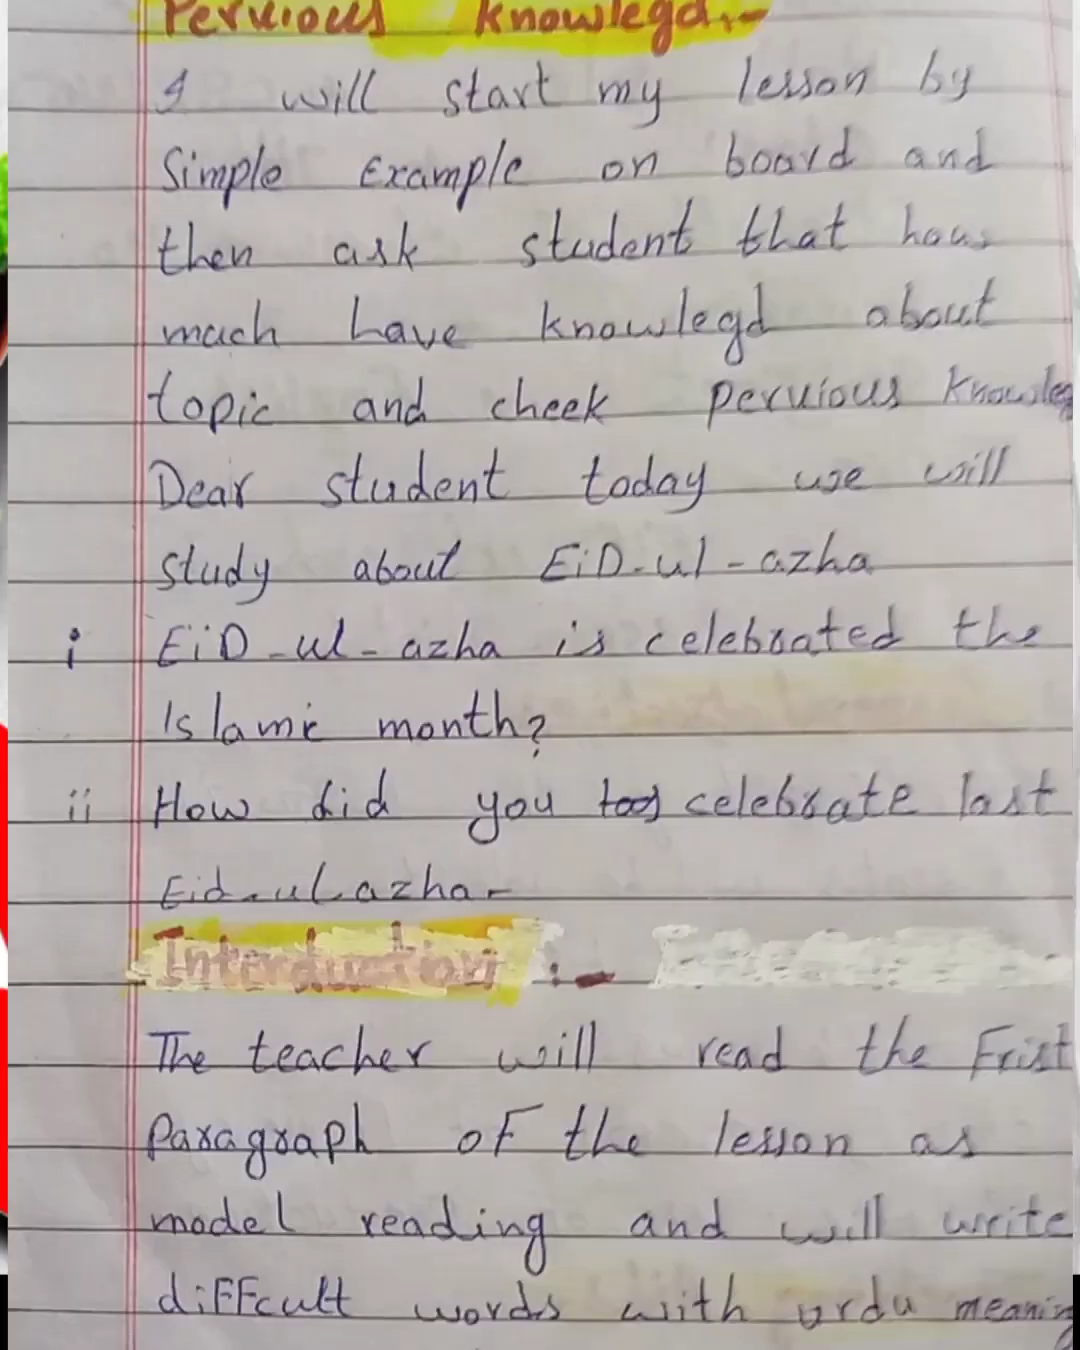 Pervious Knowlegd:-
I will start my lesson by
Simple Example on board and
then ask student that how
much have knowlegd about
topic and cheek pervious Knowleg
Dear student today we will
study about EiD-ul-azha
i EiD-ul-azha is celebrated the
Islamic month?
ii How did you celebrate last
Eid-ul-azha-
Interduction :-
The teacher will read the Frist
Paragraph oF the lesson as
model reading and will write
diFFcult words with urdu meaning